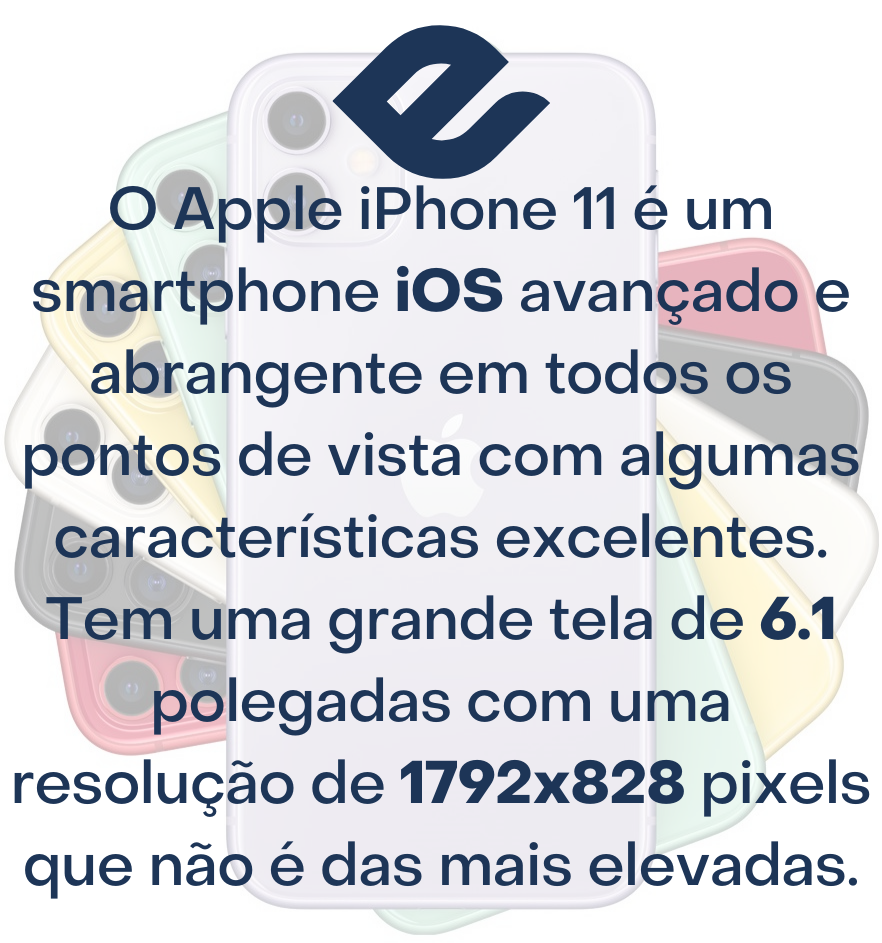 O Apple iPhone 11 é um
smartphone iOS avançado e
abrangente em todos os
pontos de vista com algumas
características excelentes.
Tem uma grande tela de 6.1
polegadas com uma
resolução de 1792x828 pixels
que não é das mais elevadas.